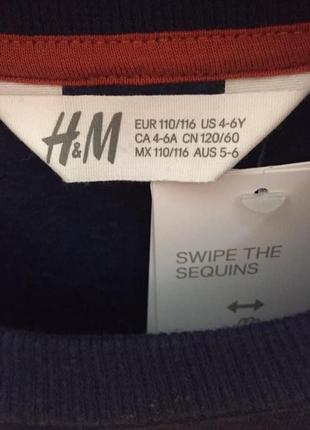 H&M
EUR 110/116 US 4-6Y
CA 4-6A CN 120/60
MX 110/116 AUS 5-6
SWIPE THE
SEQUINS